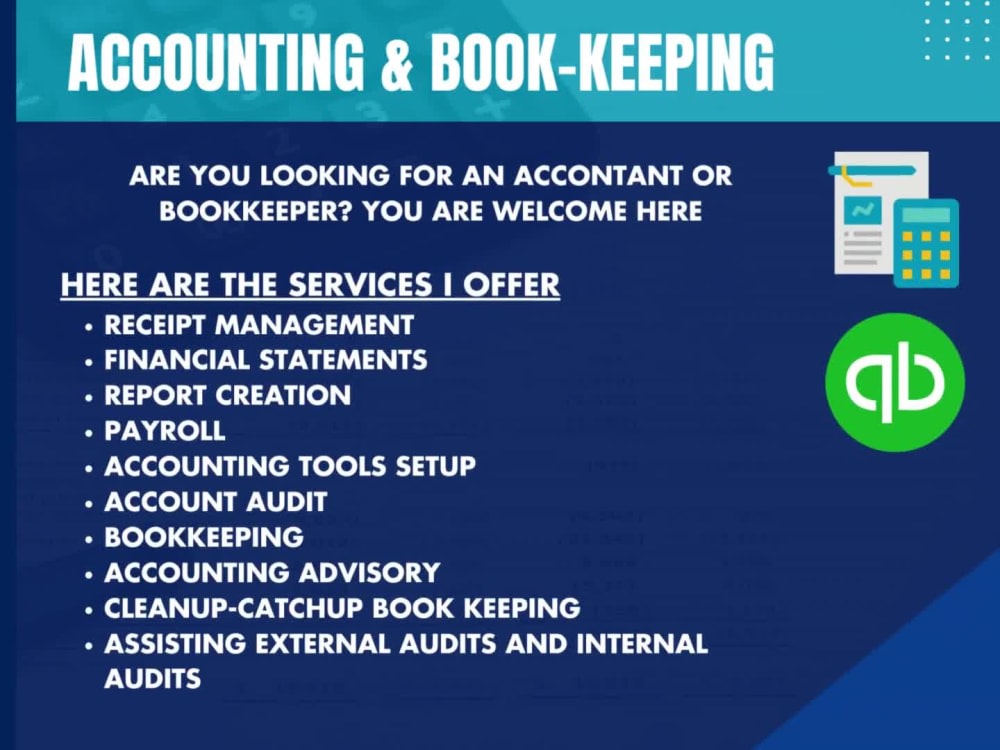 ACCOUNTING & BOOK-KEEPING
ARE YOU LOOKING FOR AN ACCONTANT OR
BOOKKEEPER? YOU ARE WELCOME HERE
HERE ARE THE SERVICES I OFFER
• RECEIPT MANAGEMENT
• FINANCIAL STATEMENTS
• REPORT CREATION
• PAYROLL
• ACCOUNTING TOOLS SETUP
• ACCOUNT AUDIT
• BOOKKEEPING
• ACCOUNTING ADVISORY
• CLEANUP-CATCHUP BOOK KEEPING
• ASSISTING EXTERNAL AUDITS AND INTERNAL
AUDITS
qb